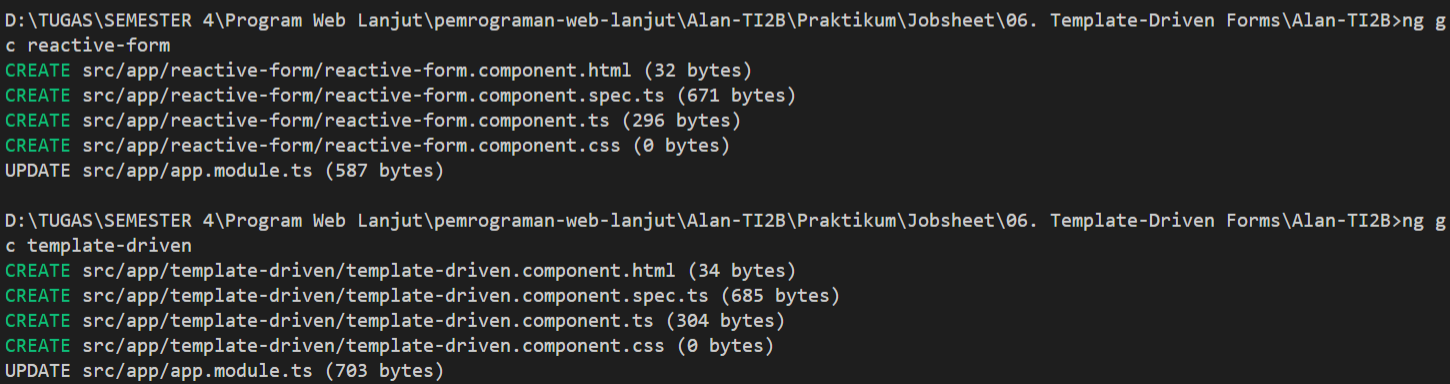 D:\TUGAS\SEMESTER 4\Program Web Lanjut\pemrograman-web-lanjut\Alan-TI2B\Praktikum\Jobsheet\06. Template-Driven Forms\Alan-TI2B>ng g
c reactive-form
CREATE src/app/reactive-form/reactive-form.component.html (32 bytes)
CREATE src/app/reactive-form/reactive-form.component.spec.ts (671 bytes)
CREATE src/app/reactive-form/reactive-form.component.ts (296 bytes)
CREATE src/app/reactive-form/reactive-form.component.css (0 bytes)
UPDATE src/app/app.module.ts (587 bytes)
D:\TUGAS\SEMESTER 4\Program Web Lanjut\pemrograman-web-lanjut\Alan-TI2B\Praktikum\Jobsheet\06. Template-Driven Forms\Alan-TI2B>ng g
c template-driven
CREATE src/app/template-driven/template-driven.component.html (34 bytes)
CREATE src/app/template-driven/template-driven.component.spec.ts (685 bytes)
CREATE src/app/template-driven/template-driven.component.ts (304 bytes)
CREATE src/app/template-driven/template-driven.component.css (0 bytes)
UPDATE src/app/app.module.ts (703 bytes)